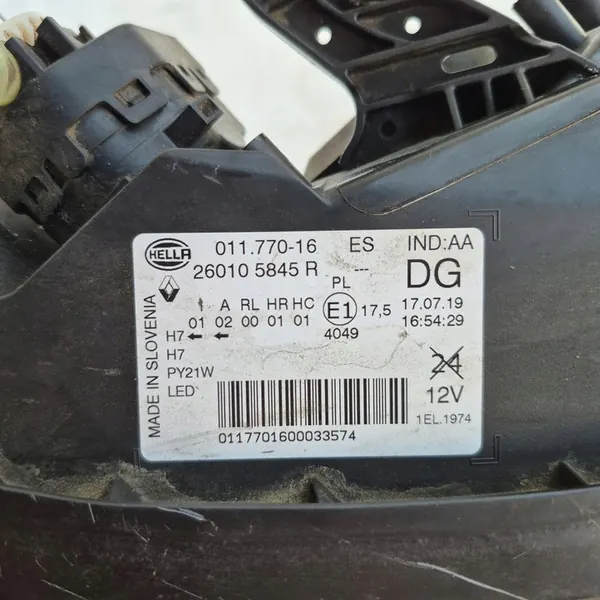 HELLA 011.770-16 ES IND:AA
26010 5845 R --- DG
PL
A RL HR HC E1 17,5 17.07.19
01 02 00 01 01 4049 16:54:29
H7
H7
PY21W 24
LED 12V
1EL.1974
0117701600033574
MADE IN SLOVENIA